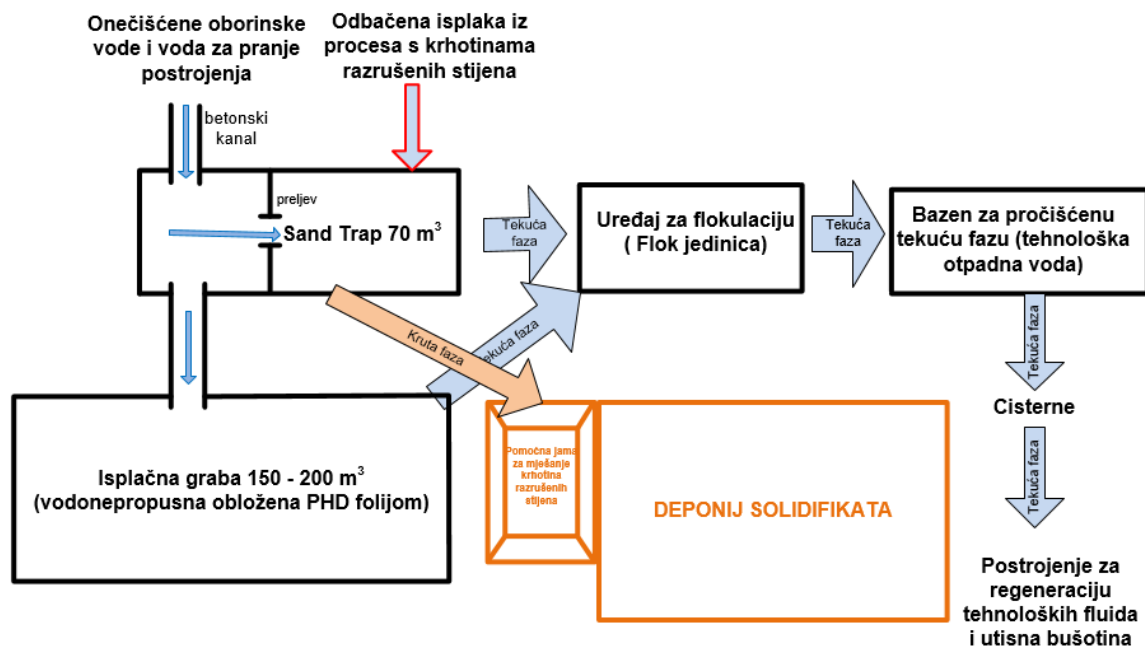 Onečišćene oborinske
vode i voda za pranje
postrojenja
Odbačena isplaka iz
procesa s krhotinama
razrušenih stijena
betonski
kanal
preljev
Sand Trap 70 m³
Tekuća
faza
Uređaj za flokulaciju
( Flok jedinica)
Tekuća
faza
Bazen za pročišćenu
tekuću fazu (tehnološka
otpadna voda)
Kruta faza
Tekuća faza
Tekuća faza
Cisterne
Isplačna graba 150 - 200 m³
(vodonepropusna obložena PHD folijom)
Pomoćna jama
za mješanje
krhotina
razrušenih
stijena
DEPONIJ SOLIDIFIKATA
Tekuća faza
Postrojenje za
regeneraciju
tehnoloških fluida
i utisna bušotina